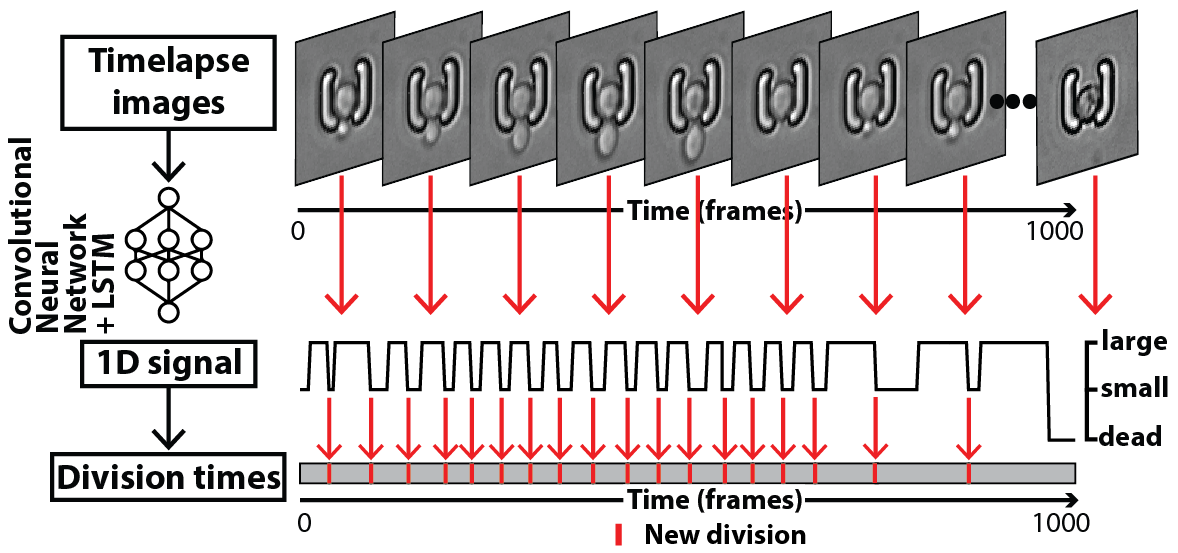 Timelapse
images
Convolutional
Neural
Network
+ LSTM
Time (frames)
0
1000
1D signal
large
small
dead
Division times
Time (frames)
0
1000
New division